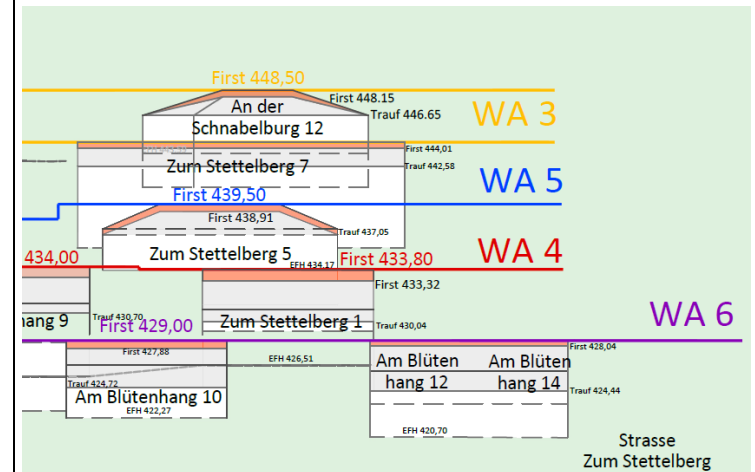 First 448,50
First 448.15
An der
Schnabelburg 12
Trauf 446.65
WA 3
First 444,01
Zum Stettelberg 7
Trauf 442,58
WA 5
First 439,50
First 438,91
Trauf 437,05
Zum Stettelberg 5
EFH 434.17
434,00
First 433,80
WA 4
First 433,32
hang 9
Trauf 430,70
First 429,00
Zum Stettelberg 1
Trauf 430,04
WA 6
First 428,04
First 427,88
EFH 426,51
Am Blüten
hang 12
Am Blüten
hang 14
Trauf 424,72
Trauf 424,44
Am Blütenhang 10
EFH 422,27
EFH 420,70
Strasse
Zum Stettelberg